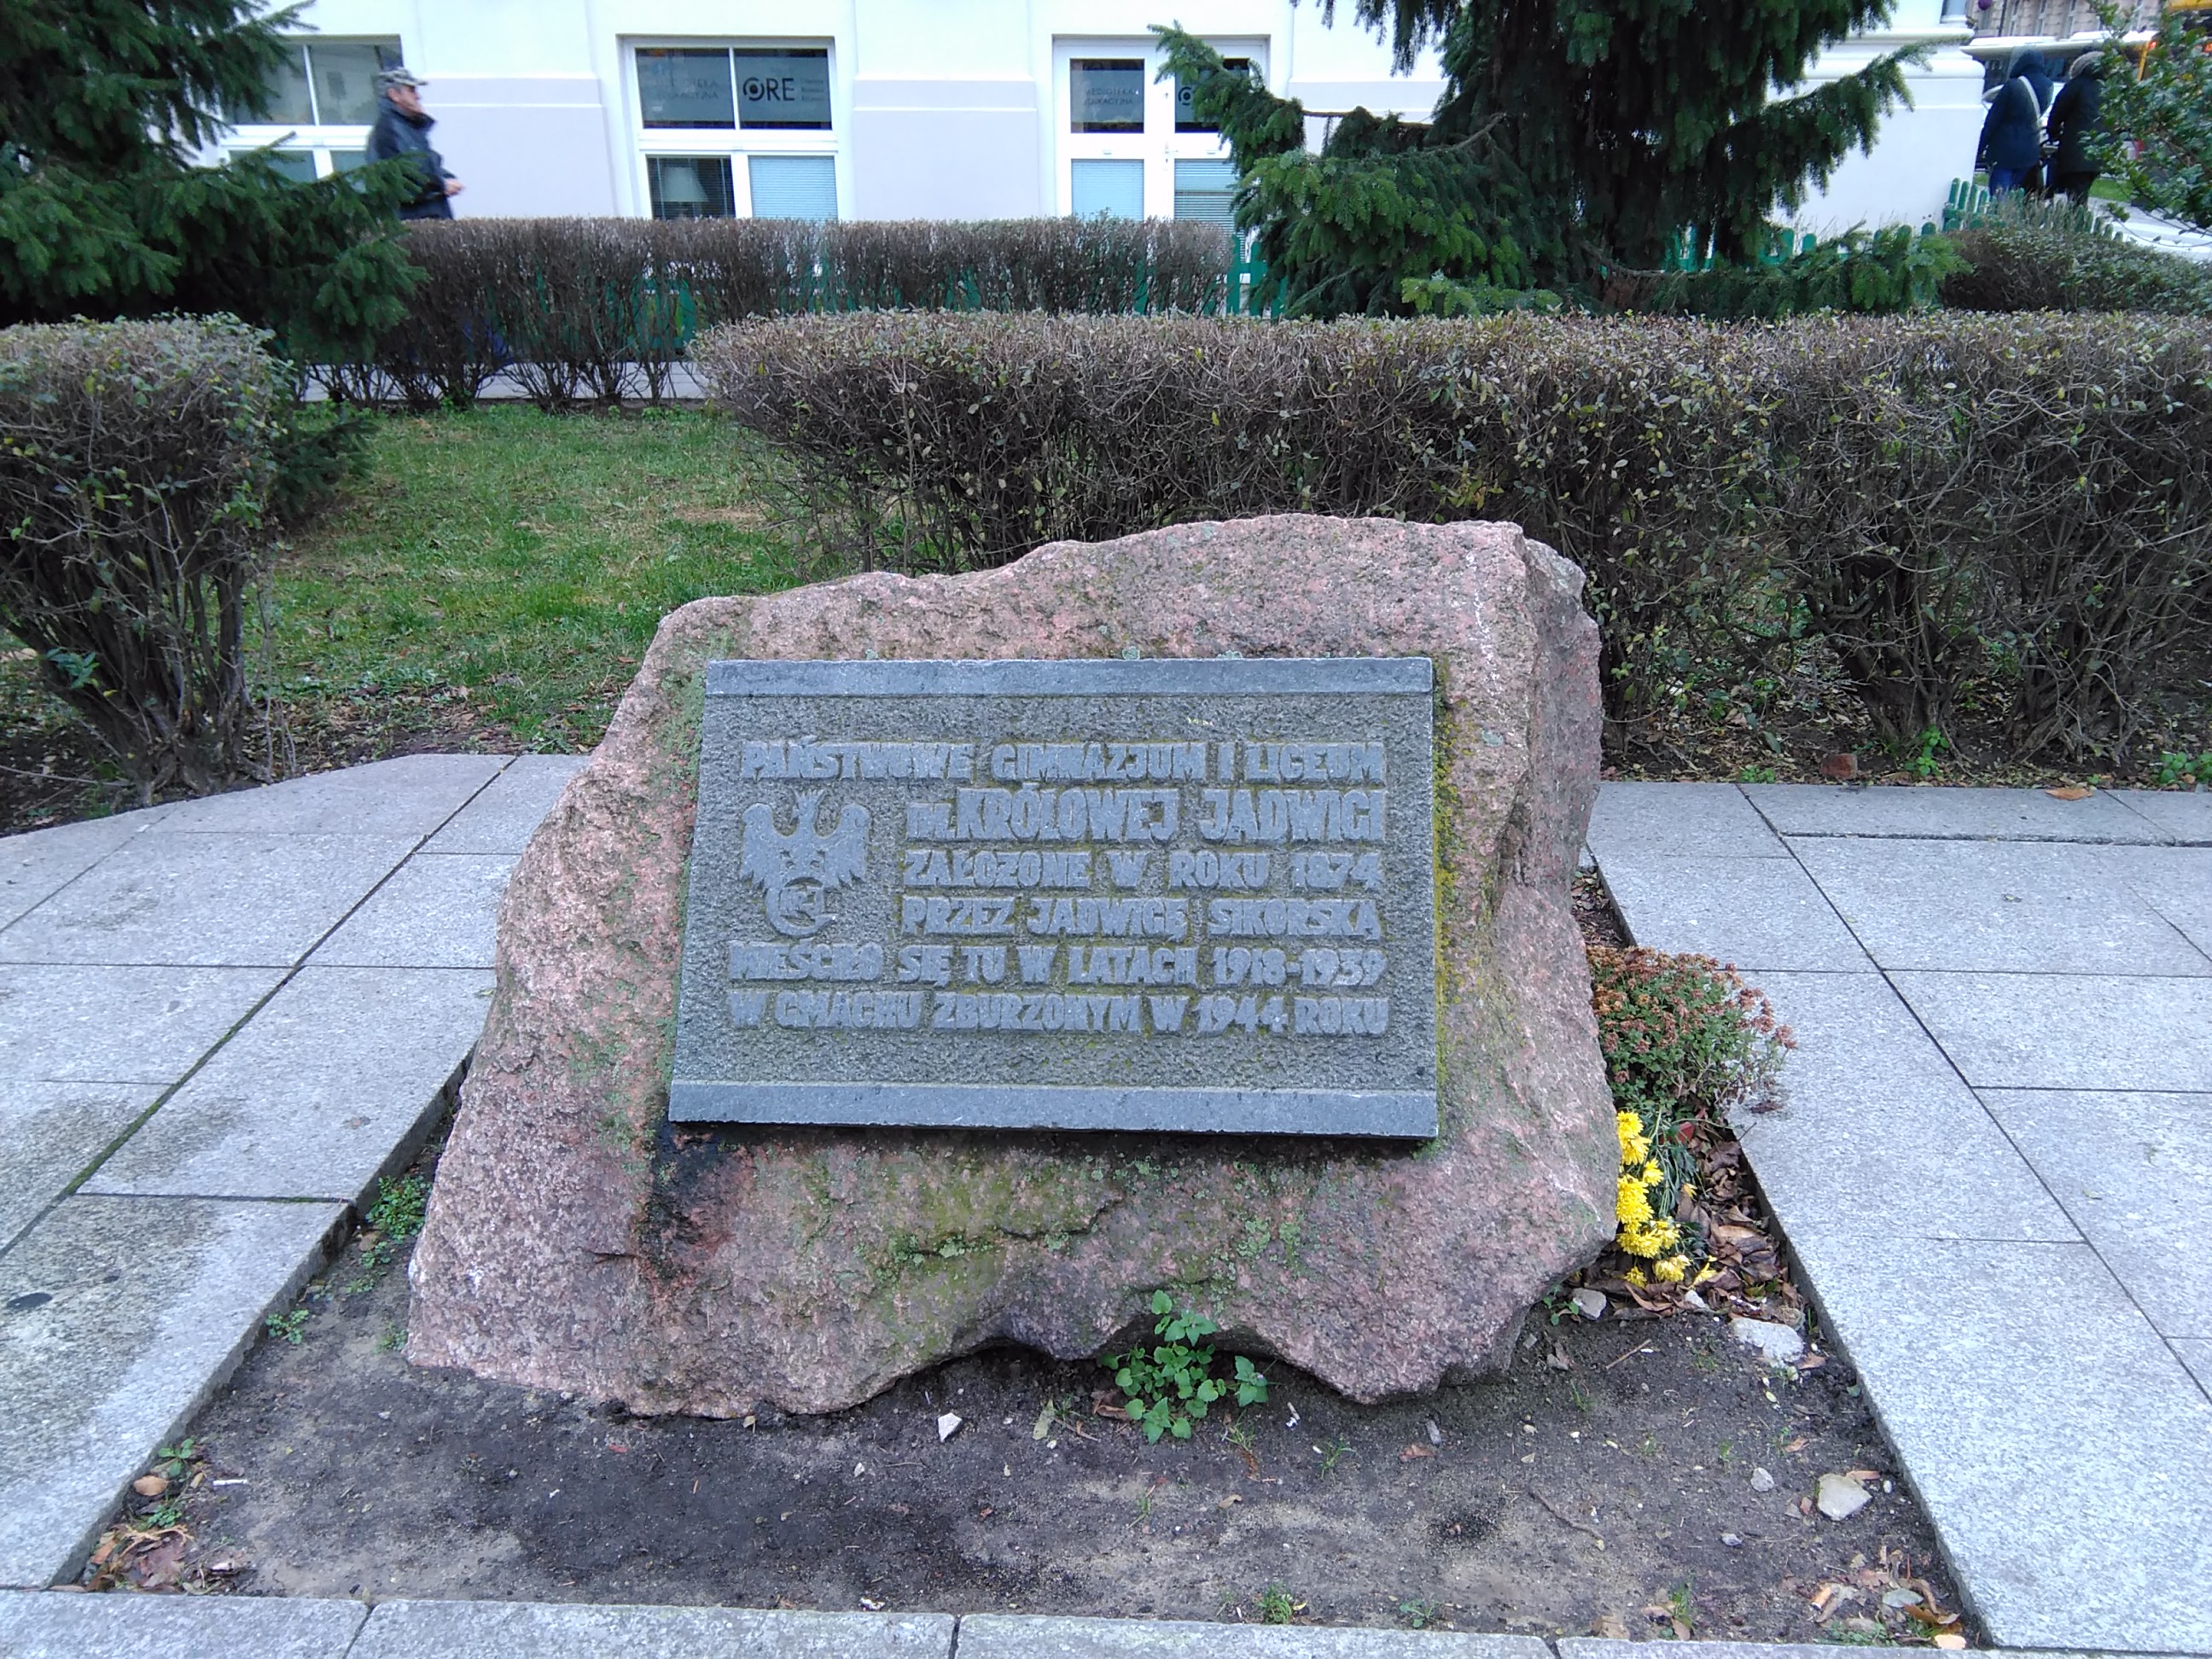 ORE
PAŃSTWOWE GIMNAZJUM I LICEUM
IM. KRÓLOWEJ JADWIGI
ZAŁOŻONE W ROKU 1874
PRZEZ JADWIGĘ SIKORSKĄ
MIEŚCIŁO SIĘ TU W LATACH 1918-1939
W GMACHU ZBURZONYM W 1944 ROKU